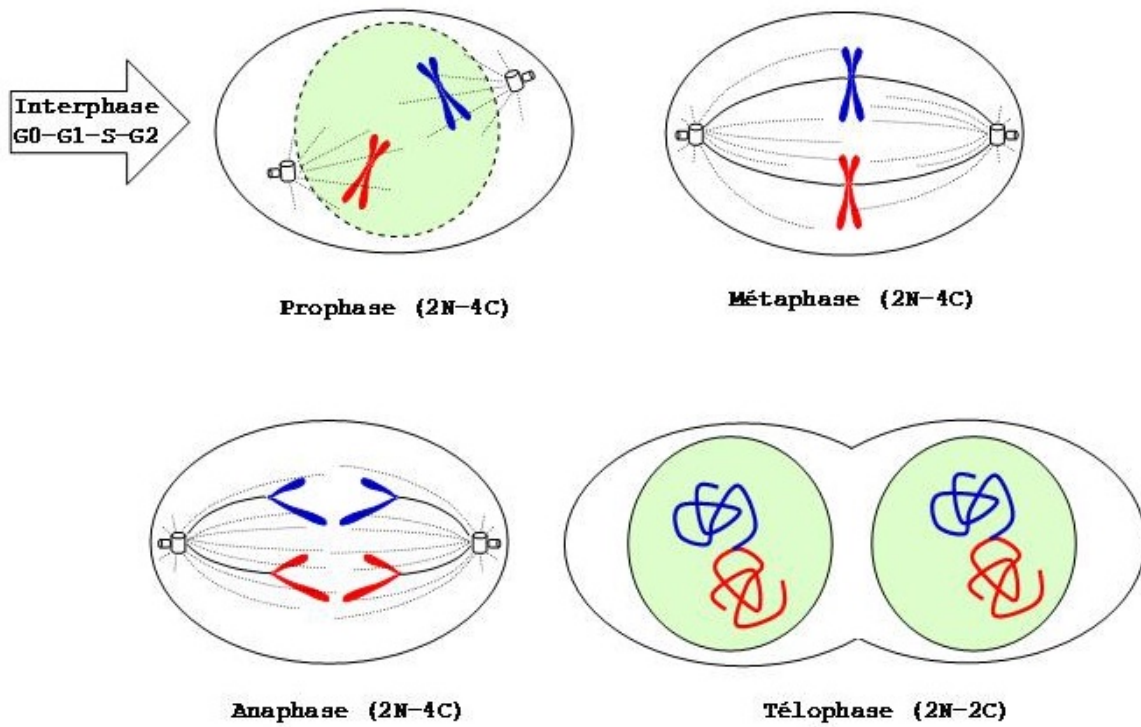 Interphase
G0-G1-S-G2
Prophase (2N-4C)
Métaphase (2N-4C)
Anaphase (2N-4C)
Télophase (2N-2C)